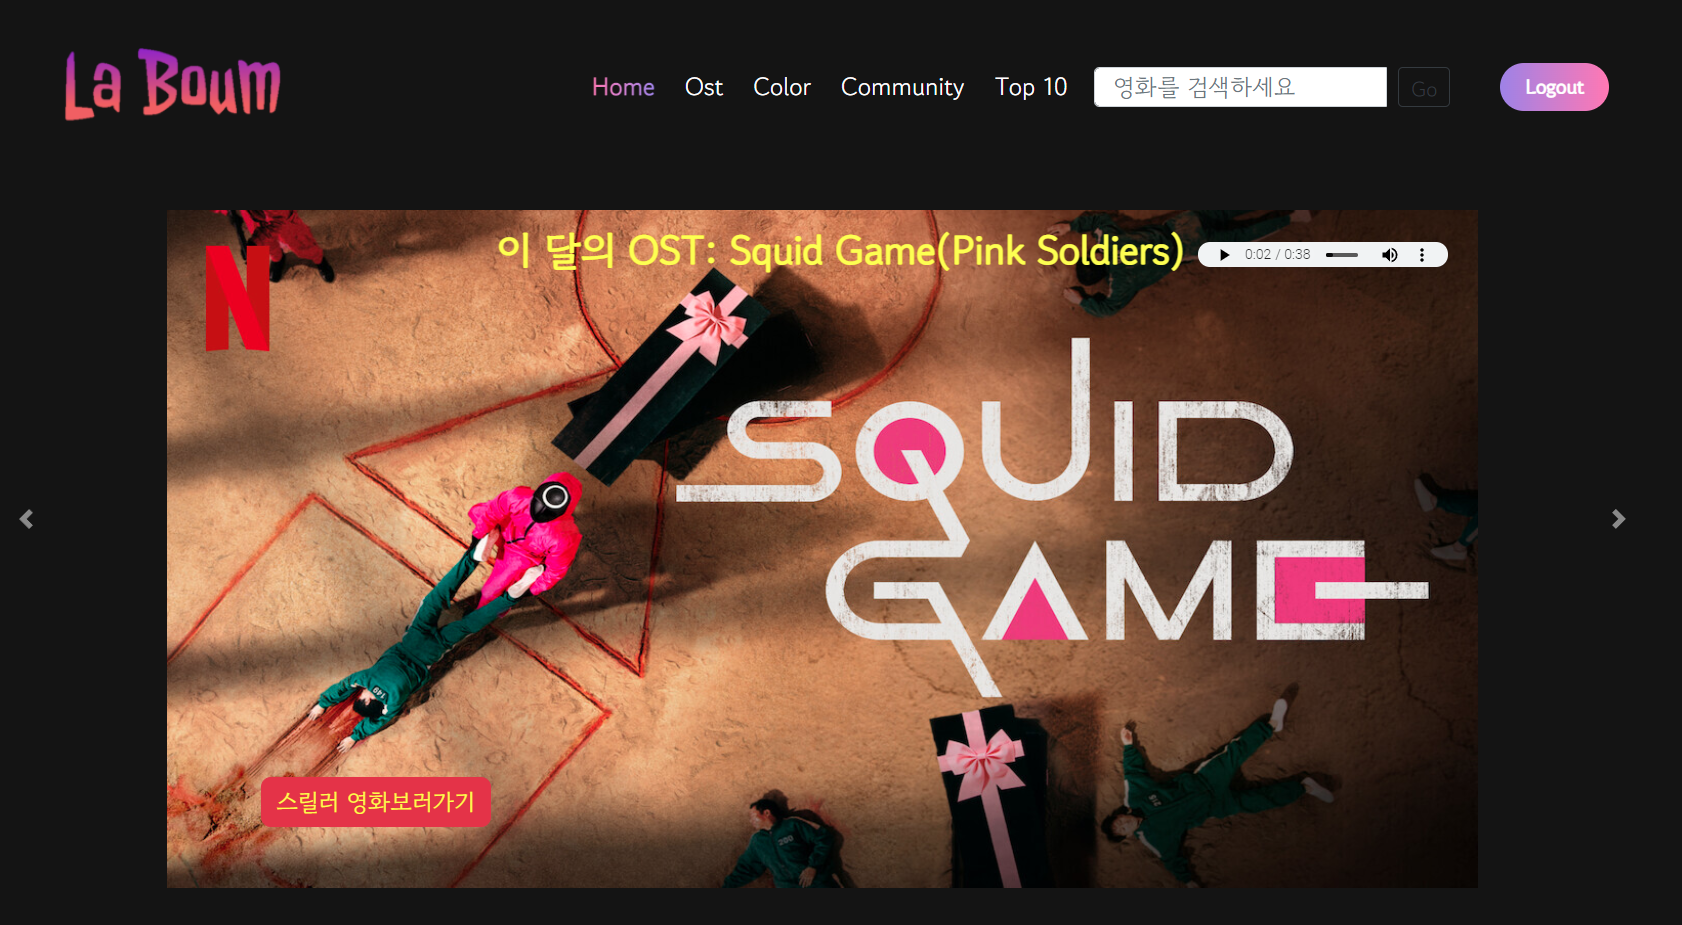 La Boum
Home Ost Color Community Top 10 영화를 검색하세요 Go Logout
이 달의 OST: Squid Game(Pink Soldiers) 0:02 / 0:38
N
SQUID
GAME
149
스릴러 영화보러가기